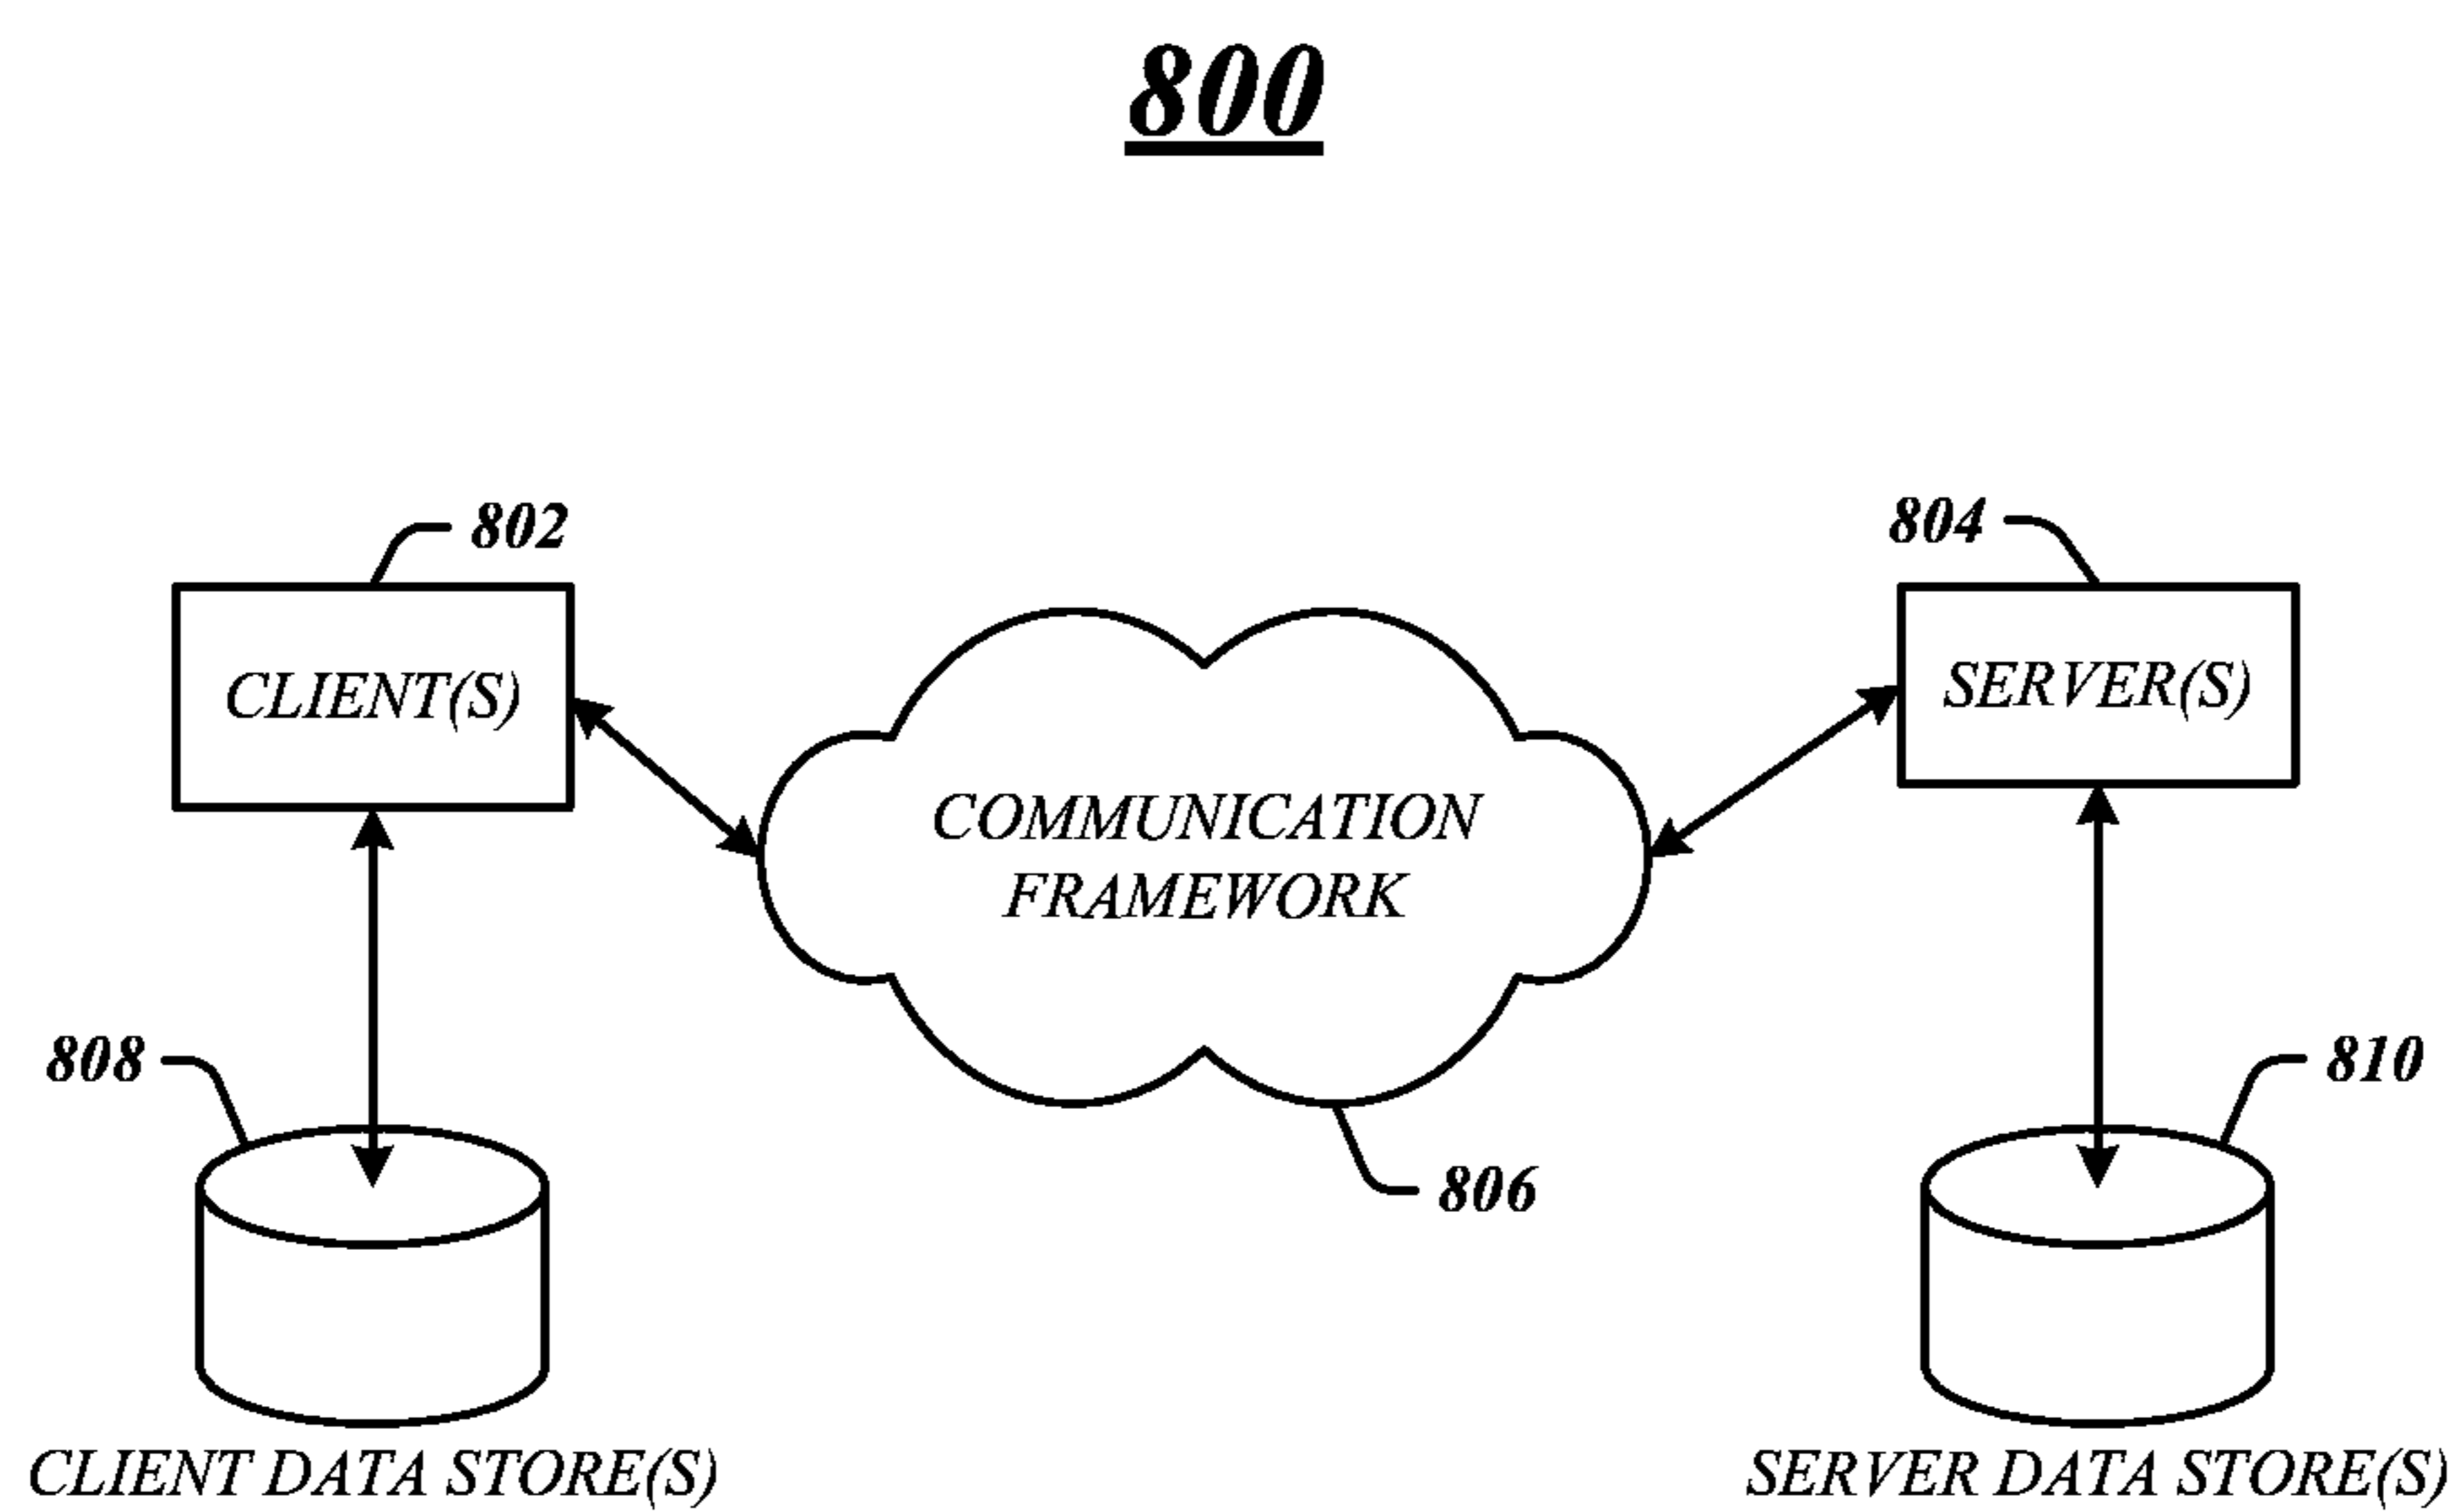 800
802
804
CLIENT(S)
SERVER(S)
COMMUNICATION
FRAMEWORK
808
810
806
CLIENT DATA STORE(S)
SERVER DATA STORE(S)